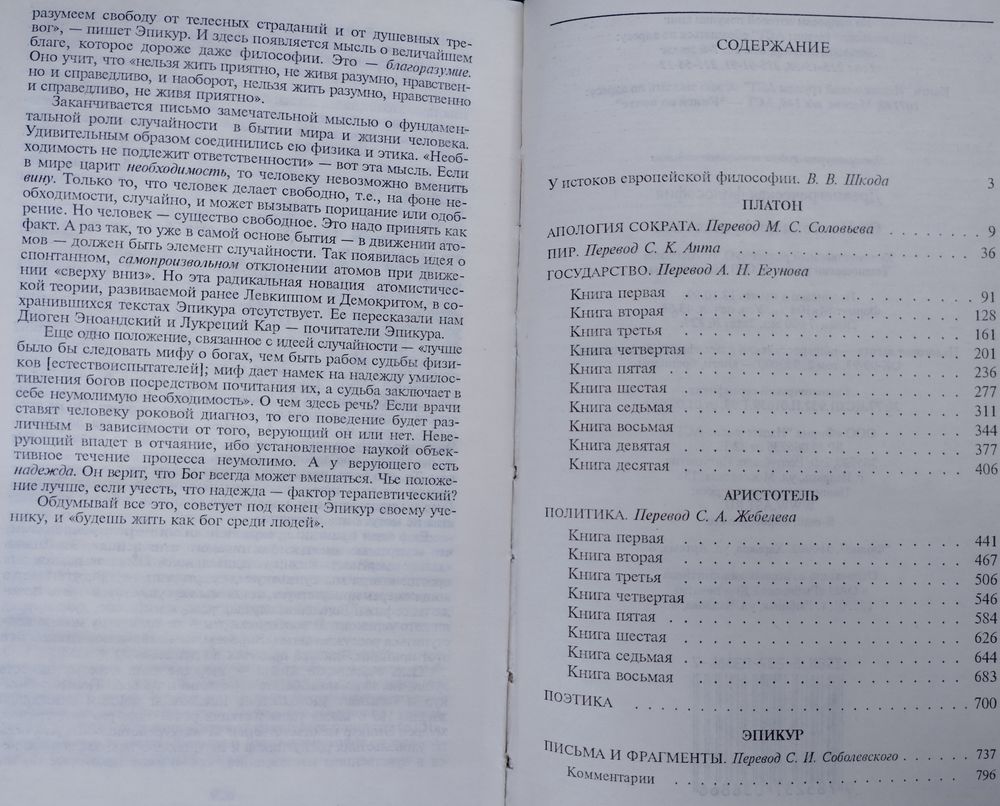 разумеем свободу от телесных страданий и от душевных тре-
вог», — пишет Эпикур. И здесь появляется мысль о величайшем
благе, которое дороже даже философии. Это — благоразумие.
Оно учит, что «нельзя жить приятно, не живя разумно, нравствен-
но и справедливо, и наоборот, нельзя жить разумно, нравственно
и справедливо, не живя приятно».
Заканчивается письмо замечательной мыслью о фундамен-
тальной роли случайности в бытии мира и жизни человека.
Удивительным образом соединились ею физика и этика. «Необ-
ходимость не подлежит ответственности» — вот эта мысль. Если
в мире царит необходимость, то человеку невозможно вменить
вину. Только то, что человек делает свободно, т.е., на фоне не-
обходимости, случайно, и может вызывать порицание или одоб-
рение. Но человек — существо свободное. Это надо принять как
факт. А раз так, то уже в самой основе бытия — в движении ато-
мов — должен быть элемент случайности. Так появилась идея о
спонтанном, самопроизвольном отклонении атомов при движе-
нии «сверху вниз». Но эта радикальная новация атомистичес-
кой теории, развиваемой ранее Левкиппом и Демокритом, в со-
хранившихся текстах Эпикура отсутствует. Ее пересказали нам
Диоген Эноандский и Лукреций Кар — почитатели Эпикура.
Еще одно положение, связанное с идеей случайности — «лучше
было бы следовать мифу о богах, чем быть рабом судьбы физи-
ков [естествоиспытателей]; миф дает намек на надежду умилос-
тивления богов посредством почитания их, а судьба заключает в
себе неумолимую необходимость». О чем здесь речь? Если врачи
ставят человеку роковой диагноз, то его поведение будет раз-
личным в зависимости от того, верующий он или нет. Неве-
рующий впадет в отчаяние, ибо установленное наукой объек-
тивное течение процесса неумолимо. А у верующего есть
надежда. Он верит, что Бог всегда может вмешаться. Чье положе-
ние лучше, если учесть, что надежда — фактор терапевтический?
Обдумывай все это, советует под конец Эпикур своему уче-
нику, и «будешь жить как бог среди людей».
СОДЕРЖАНИЕ
У истоков европейской философии. В. В. Шкода 3
ПЛАТОН
АПОЛОГИЯ СОКРАТА. Перевод М. С. Соловьева . . . . . . . . 9
ПИР. Перевод С. К. Апта . . . . . . . . 36
ГОСУДАРСТВО. Перевод А. Н. Егунова
Книга первая . . . . . . . . 91
Книга вторая . . . . . . . . 128
Книга третья . . . . . . . . 161
Книга четвертая . . . . . . . . 201
Книга пятая . . . . . . . . 236
Книга шестая . . . . . . . . 277
Книга седьмая . . . . . . . . 311
Книга восьмая . . . . . . . . 344
Книга девятая . . . . . . . . 377
Книга десятая . . . . . . . . 406
АРИСТОТЕЛЬ
ПОЛИТИКА. Перевод С. А. Жебелева
Книга первая . . . . . . . . 441
Книга вторая . . . . . . . . 467
Книга третья . . . . . . . . 506
Книга четвертая . . . . . . . . 546
Книга пятая . . . . . . . . 584
Книга шестая . . . . . . . . 626
Книга седьмая . . . . . . . . 644
Книга восьмая . . . . . . . . 683
ПОЭТИКА . . . . . . . . 700
ЭПИКУР
ПИСЬМА И ФРАГМЕНТЫ. Перевод С. И. Соболевского . . . . . . . . 737
Комментарии . . . . . . . . 796